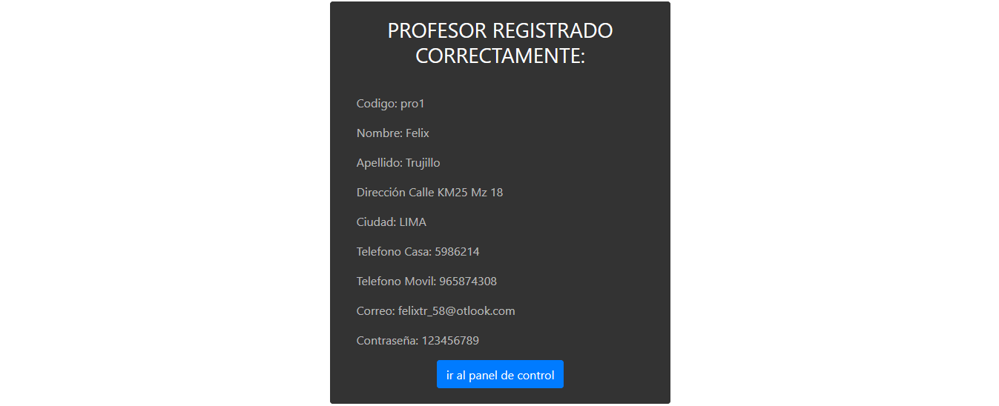 PROFESOR REGISTRADO
CORRECTAMENTE:
Codigo: pro1
Nombre: Felix
Apellido: Trujillo
Dirección Calle KM25 Mz 18
Ciudad: LIMA
Telefono Casa: 5986214
Telefono Movil: 965874308
Correo: felixtr_58@otlook.com
Contraseña: 123456789
ir al panel de control